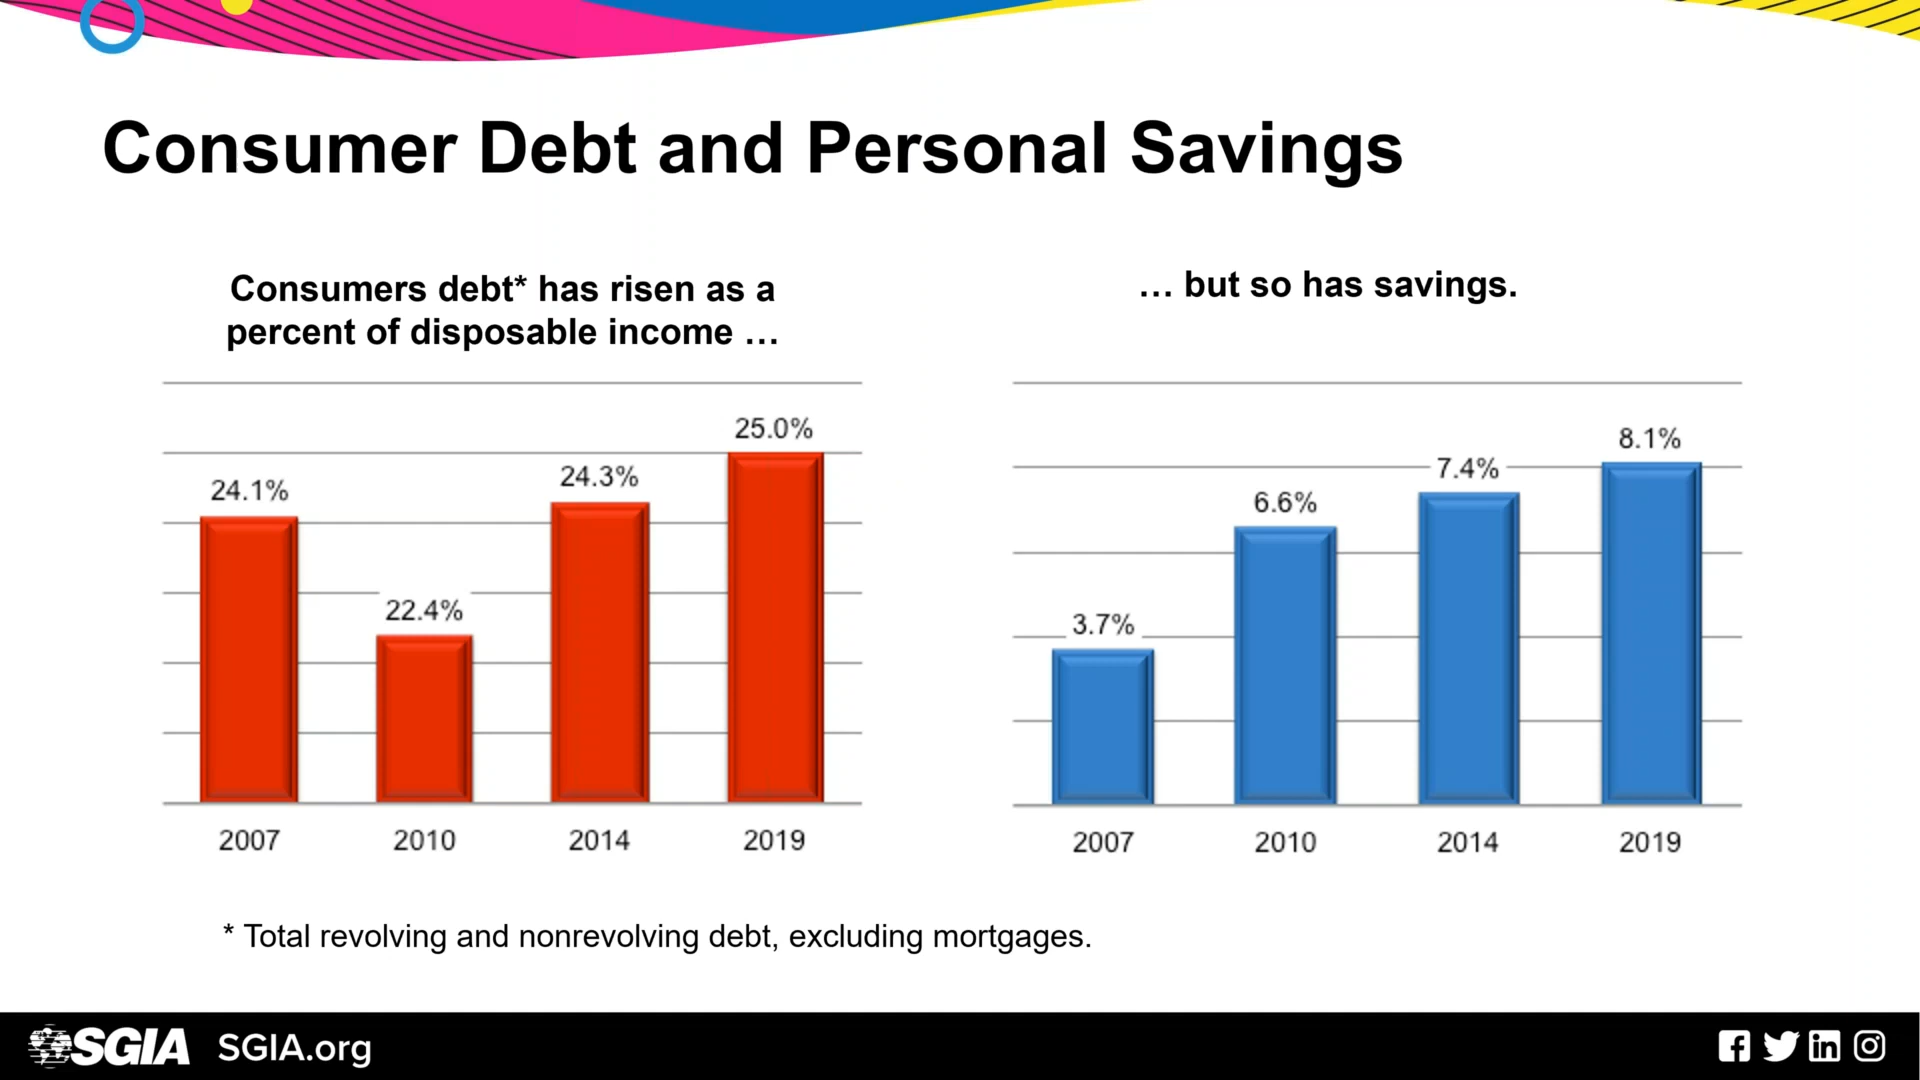 Consumer Debt and Personal Savings
Consumers debt* has risen as a
percent of disposable income …
25.0%
24.3%
24.1%
22.4%
2007 2010 2014 2019
… but so has savings.
8.1%
7.4%
6.6%
3.7%
2007 2010 2014 2019
* Total revolving and nonrevolving debt, excluding mortgages.
SGIA SGIA.org